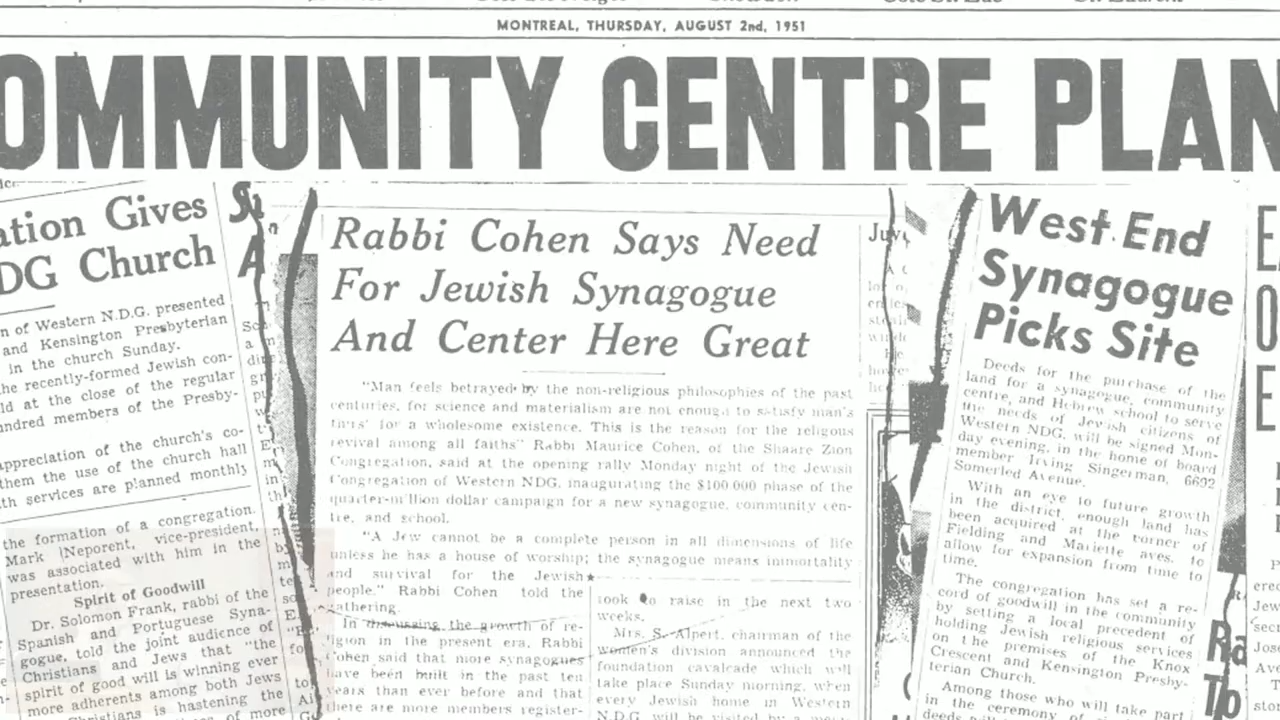 MONTREAL, THURSDAY, AUGUST 2nd, 1951
OMMUNITY CENTRE PLAN
ation Gives
DG Church
n of Western N.D.G. presented
and Kensington Presbyterian
in the church Sunday.
he recently-formed Jewish con-
ld at the close of the regular
ndred members of the Presby-
ppreciation of the church's co-
them the use of the church hall
th services are planned monthly
the formation of a congregation.
Mark Neporent, vice-president,
was associated with him in the
presentation.
Spirit of Goodwill
Dr. Solomon Frank, rabbi of the
Spanish and Portuguese Syna-
gogue, told the joint audience of
Christians and Jews that "the
spirit of good will is winning ever
more adherents among both Jews
Christians is hastening the
of more
Rabbi Cohen Says Need
For Jewish Synagogue
And Center Here Great
"Man feels betrayed by the non-religious philosophies of the past
centuries, for science and materialism are not enough to satisfy man's
for a wholesome existence. This is the reason for the religious
revival among all faiths" Rabbi Maurice Cohen, of the Shaare Zion
Congregation, said at the opening rally Monday night of the Jewish
Congregation of Western NDG, inaugurating the $100,000 phase of the
quarter-million dollar campaign for a new synagogue, community cen-
tre, and school.
"A Jew cannot be a complete person in all dimensions of life
unless he has a house of worship; the synagogue means immortality
and survival for the Jewish
people." Rabbi Cohen told the
gathering.
In discussing the growth of re-
ligion in the present era, Rabbi
Cohen said that more synagogues
have been built in the past ten
years than ever before and that
there are more members register-
took to raise in the next two
weeks.
Mrs. S. Alpert, chairman of the
women's division announced the
foundation cavalcade which will
take place Sunday morning, when
every Jewish home in Western
N.D.G. will be visited by a
West End
Synagogue
Picks Site
Deeds for the purchase of the
land for a synagogue, community
centre, and Hebrew school to serve
the needs of Jewish citizens of
Western NDG, will be signed Mon-
day evening, in the home of board
member Irving Singerman, 6692
Somerled Avenue.
With an eye to future growth
in the district, enough land has
been acquired at the corner of
Fielding and Mariette aves. to
allow for expansion from time to
time.
The congregation has set a re-
cord of goodwill in the community
by setting a local precedent of
holding Jewish religious services
on the premises of the Knox
Crescent and Kensington Presby-
terian Church.
Among those who will take part
in the ceremony of
deeds will